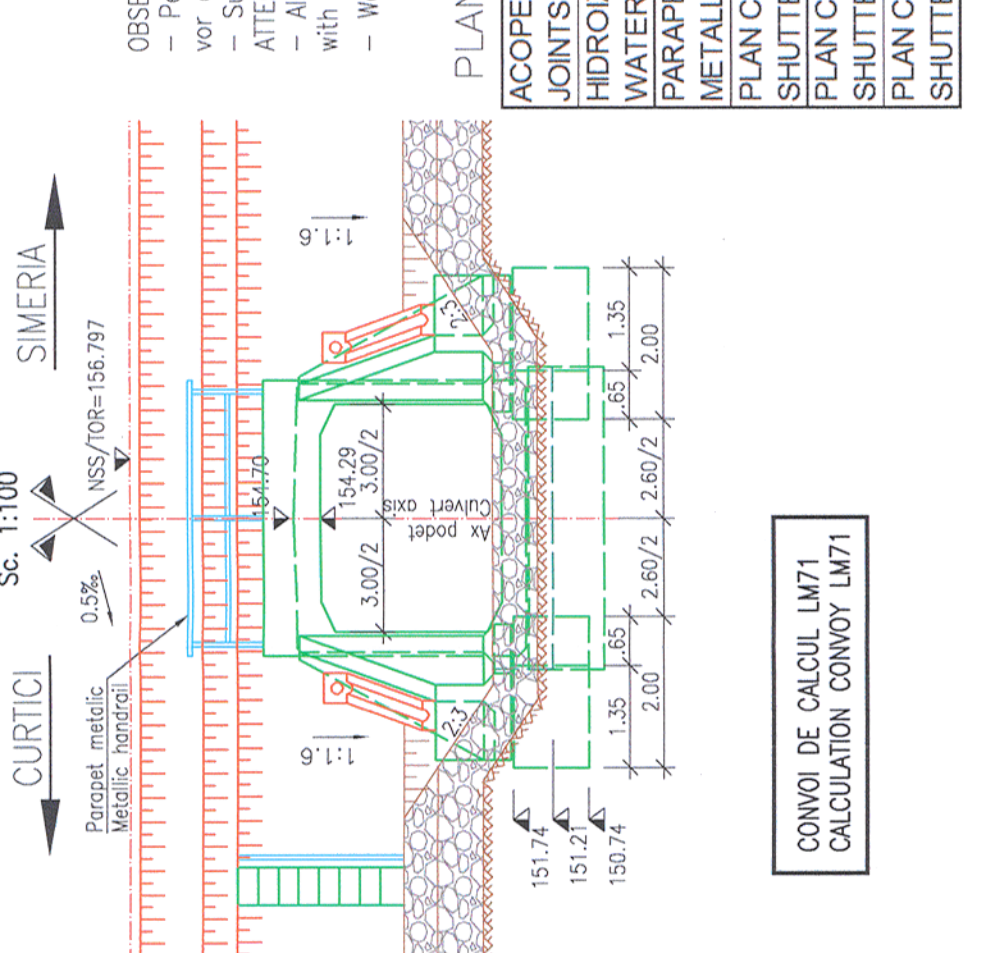 Sc. 1:100
CURTICI
SIMERIA
0.5‰
NSS/TOR=156.797
Parapet metalic
Metallic handrail
154.70
154.29
3.00/2
3.00/2
Ax podet
Culvert axis
1:1.6
1:1.6
2:3
2:3
1.35
.65
2.60/2
2.60/2
.65
1.35
2.00
2.00
151.74
151.21
150.74
CONVOI DE CALCUL LM71
CALCULATION CONVOY LM71
OBSE
- Pe
vor
- Su
ATTE
- Al
with
- W
PLAN
ACOPE
JOINTS
HIDROIZ
WATER
PARAP
METALL
PLAN C
SHUTTE
PLAN C
SHUTTE
PLAN C
SHUTTE